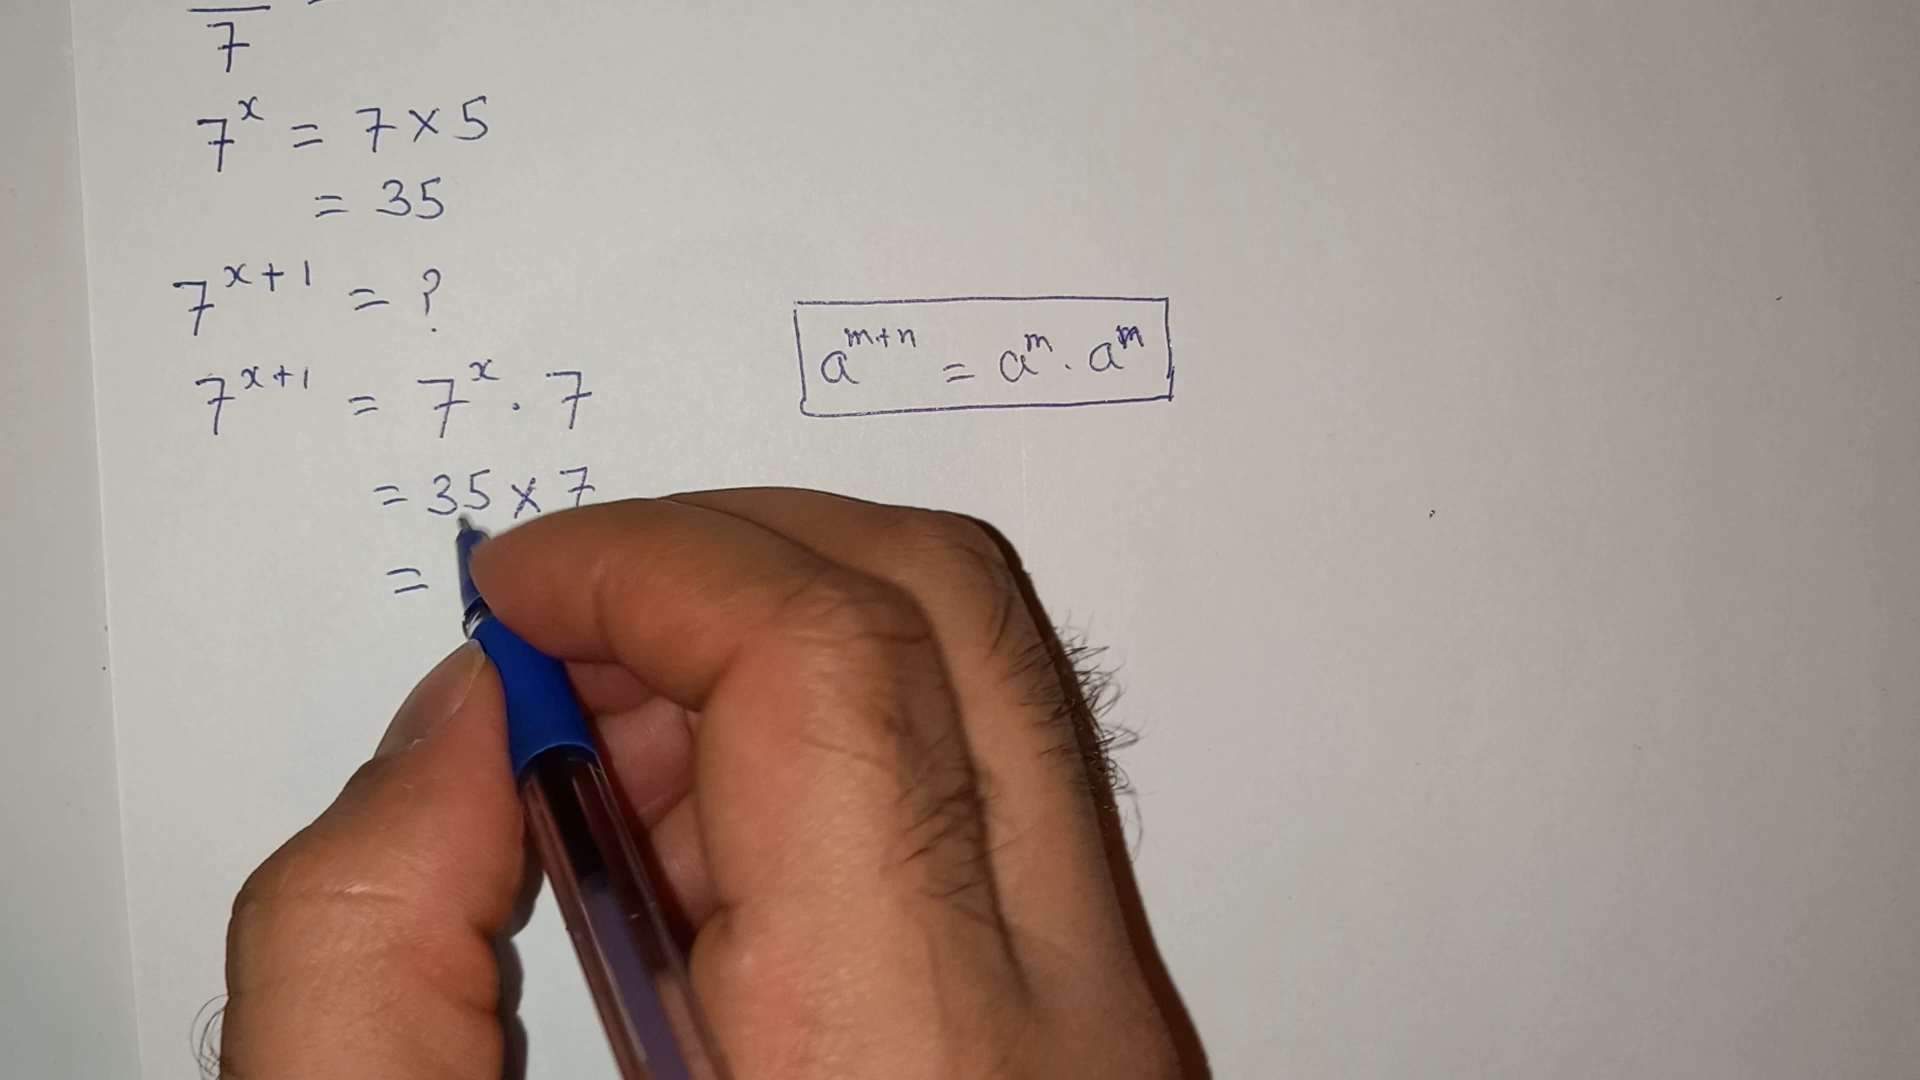 7
7^x = 7 × 5
= 35
7^{x+1} = ?
7^{x+1} = 7^x . 7
a^{m+n} = a^m . a^m
= 35 × 7
=